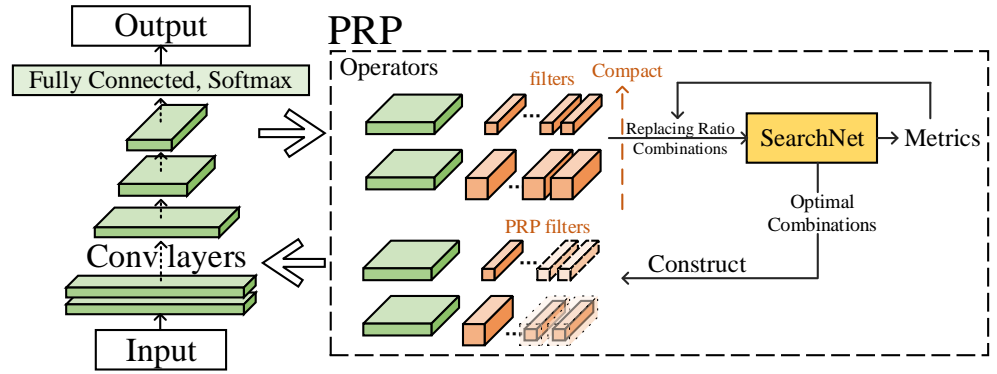 Output
Fully Connected, Softmax
Conv layers
Input
PRP
Operators
filters
Compact
...
...
Replacing Ratio
Combinations
SearchNet
Metrics
Optimal
Combinations
PRP filters
...
...
Construct